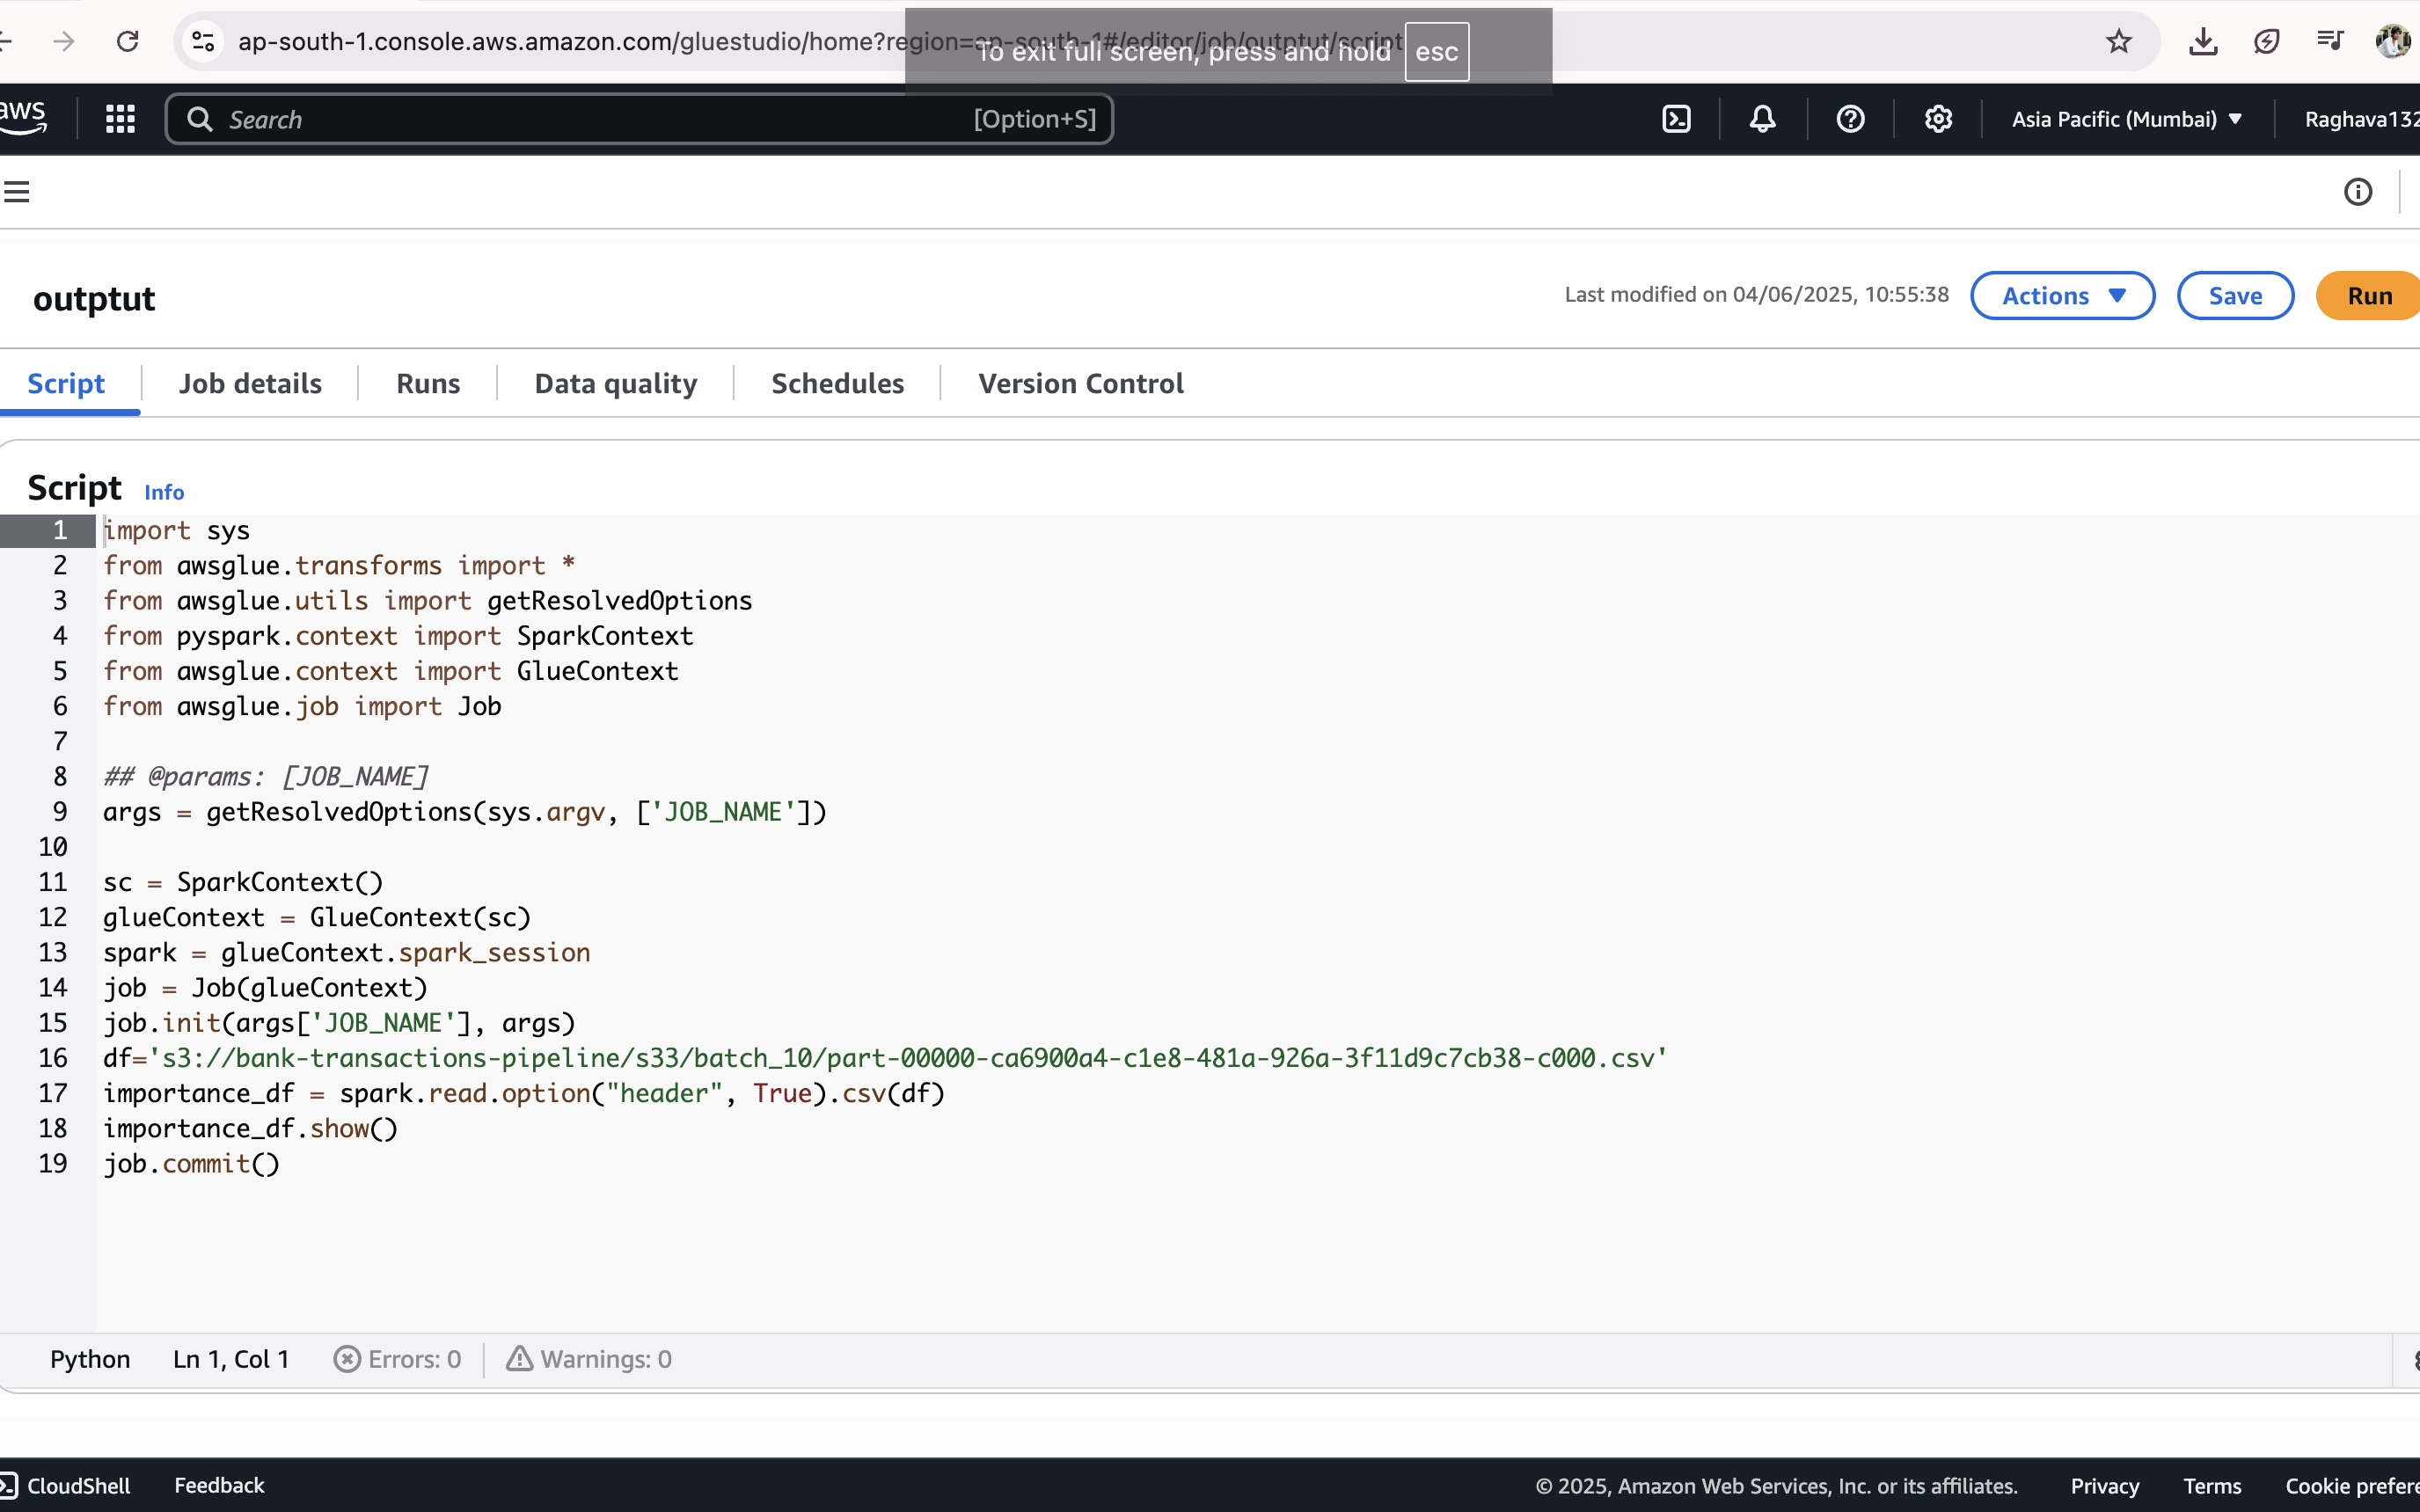 ap-south-1.console.aws.amazon.com/gluestudio/home?region=ap-south-1#/editor/job/outptut/script
To exit full screen, press and hold esc
aws
Search [Option+S]
Asia Pacific (Mumbai) ▼
Raghava132
outptut
Last modified on 04/06/2025, 10:55:38
Actions ▼
Save
Run
Script
Job details
Runs
Data quality
Schedules
Version Control
Script Info
1 import sys
2 from awsglue.transforms import *
3 from awsglue.utils import getResolvedOptions
4 from pyspark.context import SparkContext
5 from awsglue.context import GlueContext
6 from awsglue.job import Job
7
8 ## @params: [JOB_NAME]
9 args = getResolvedOptions(sys.argv, ['JOB_NAME'])
10
11 sc = SparkContext()
12 glueContext = GlueContext(sc)
13 spark = glueContext.spark_session
14 job = Job(glueContext)
15 job.init(args['JOB_NAME'], args)
16 df='s3://bank-transactions-pipeline/s33/batch_10/part-00000-ca6900a4-c1e8-481a-926a-3f11d9c7cb38-c000.csv'
17 importance_df = spark.read.option("header", True).csv(df)
18 importance_df.show()
19 job.commit()
Python Ln 1, Col 1 Errors: 0 Warnings: 0
CloudShell Feedback © 2025, Amazon Web Services, Inc. or its affiliates. Privacy Terms Cookie prefere